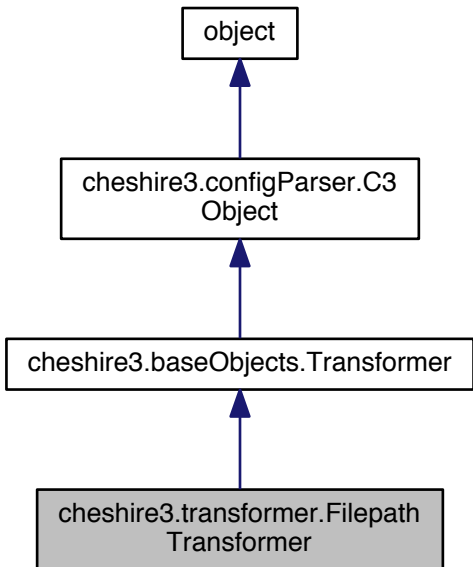 object
cheshire3.configParser.C3
Object
cheshire3.baseObjects.Transformer
cheshire3.transformer.Filepath
Transformer